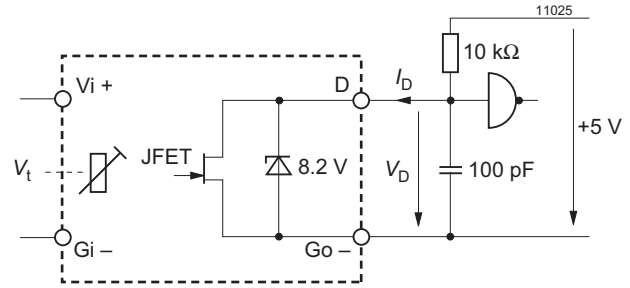 11025
10 kΩ
Vi +
D
I_D
+5 V
V_t
JFET
8.2 V
V_D
100 pF
Gi –
Go –